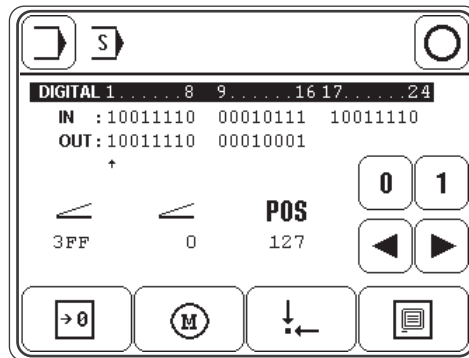 S
DIGITAL 1......8 9......16 17......24
IN :10011110 00010111 10011110
OUT:10011110 00010001
0 1
POS
3FF 0 127
→0 M